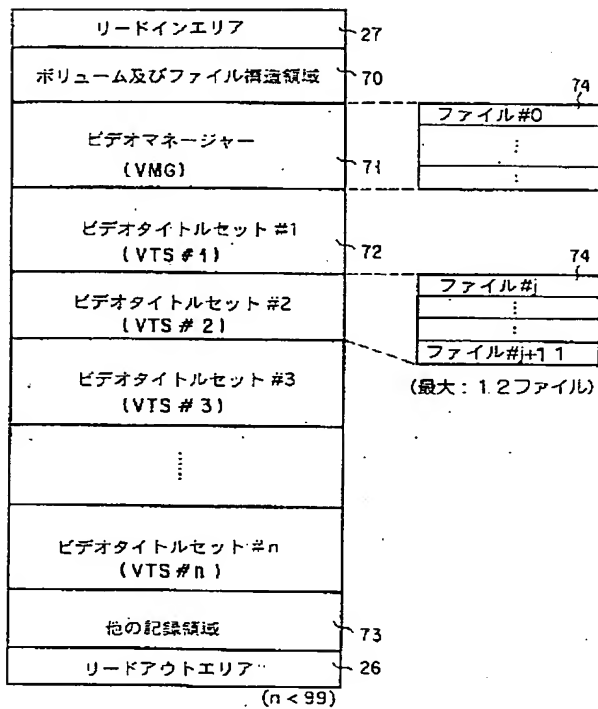 リードインエリア
27
ボリューム及びファイル構造領域
70
74
ファイル#0
ビデオマネージャー
(VMG)
71
ビデオタイトルセット #1
(VTS #1)
72
74
ファイル#j
ビデオタイトルセット #2
(VTS # 2)
ファイル#j+1 1
(最大: 1 2ファイル)
ビデオタイトルセット #3
(VTS # 3)
ビデオタイトルセット #n
(VTS #n)
他の記録領域
73
リードアウトエリア
26
(n < 99)